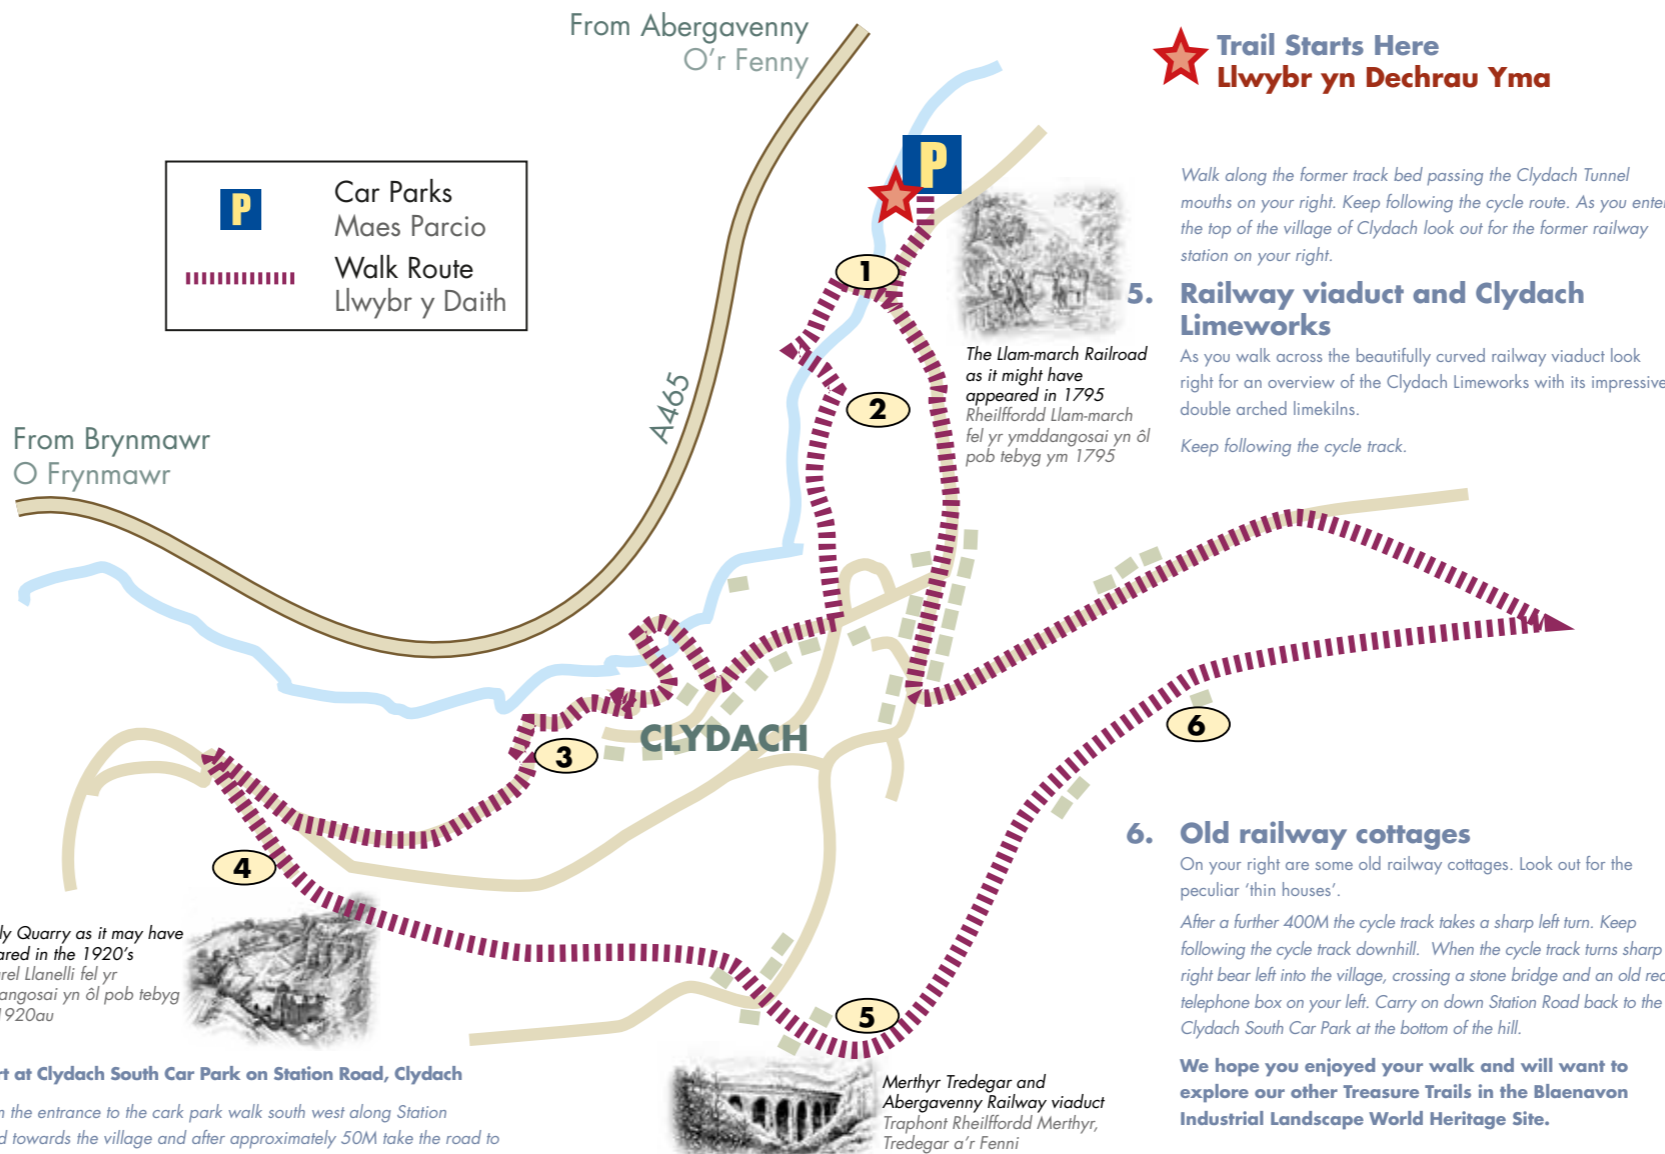 From Abergavenny
O'r Fenny
Trail Starts Here
Llwybr yn Dechrau Yma
P
P
Car Parks
Maes Parcio
Walk Route
Llwybr y Daith
A465
From Brynmawr
O Frynmawr
1
2
3
4
5
6
CLYDACH
The Llam-march Railroad
as it might have
appeared in 1795
Rheilffordd Llam-march
fel yr ymddangosai yn ôl
pob tebyg ym 1795
Walk along the former track bed passing the Clydach Tunnel
mouths on your right. Keep following the cycle route. As you enter
the top of the village of Clydach look out for the former railway
station on your right.
5. Railway viaduct and Clydach
Limeworks
As you walk across the beautifully curved railway viaduct look
right for an overview of the Clydach Limeworks with its impressive
double arched limekilns.
Keep following the cycle track.
6. Old railway cottages
On your right are some old railway cottages. Look out for the
peculiar 'thin houses'.
After a further 400M the cycle track takes a sharp left turn. Keep
following the cycle track downhill. When the cycle track turns sharp
right bear left into the village, crossing a stone bridge and an old
telephone box on your left. Carry on down Station Road back to the
Clydach South Car Park at the bottom of the hill.
We hope you enjoyed your walk and will want to
explore our other Treasure Trails in the Blaenavon
Industrial Landscape World Heritage Site.
Quarry as it may have
in the 1920's
Llanelli fel yr
yn ôl pob tebyg
1920au
at Clydach South Car Park on Station Road, Clydach
the entrance to the cark park walk south west along Station
towards the village and after approximately 50M take the road to
Merthyr Tredegar and
Abergavenny Railway viaduct
Traphont Rheilffordd Merthyr,
Tredegar a'r Fenni